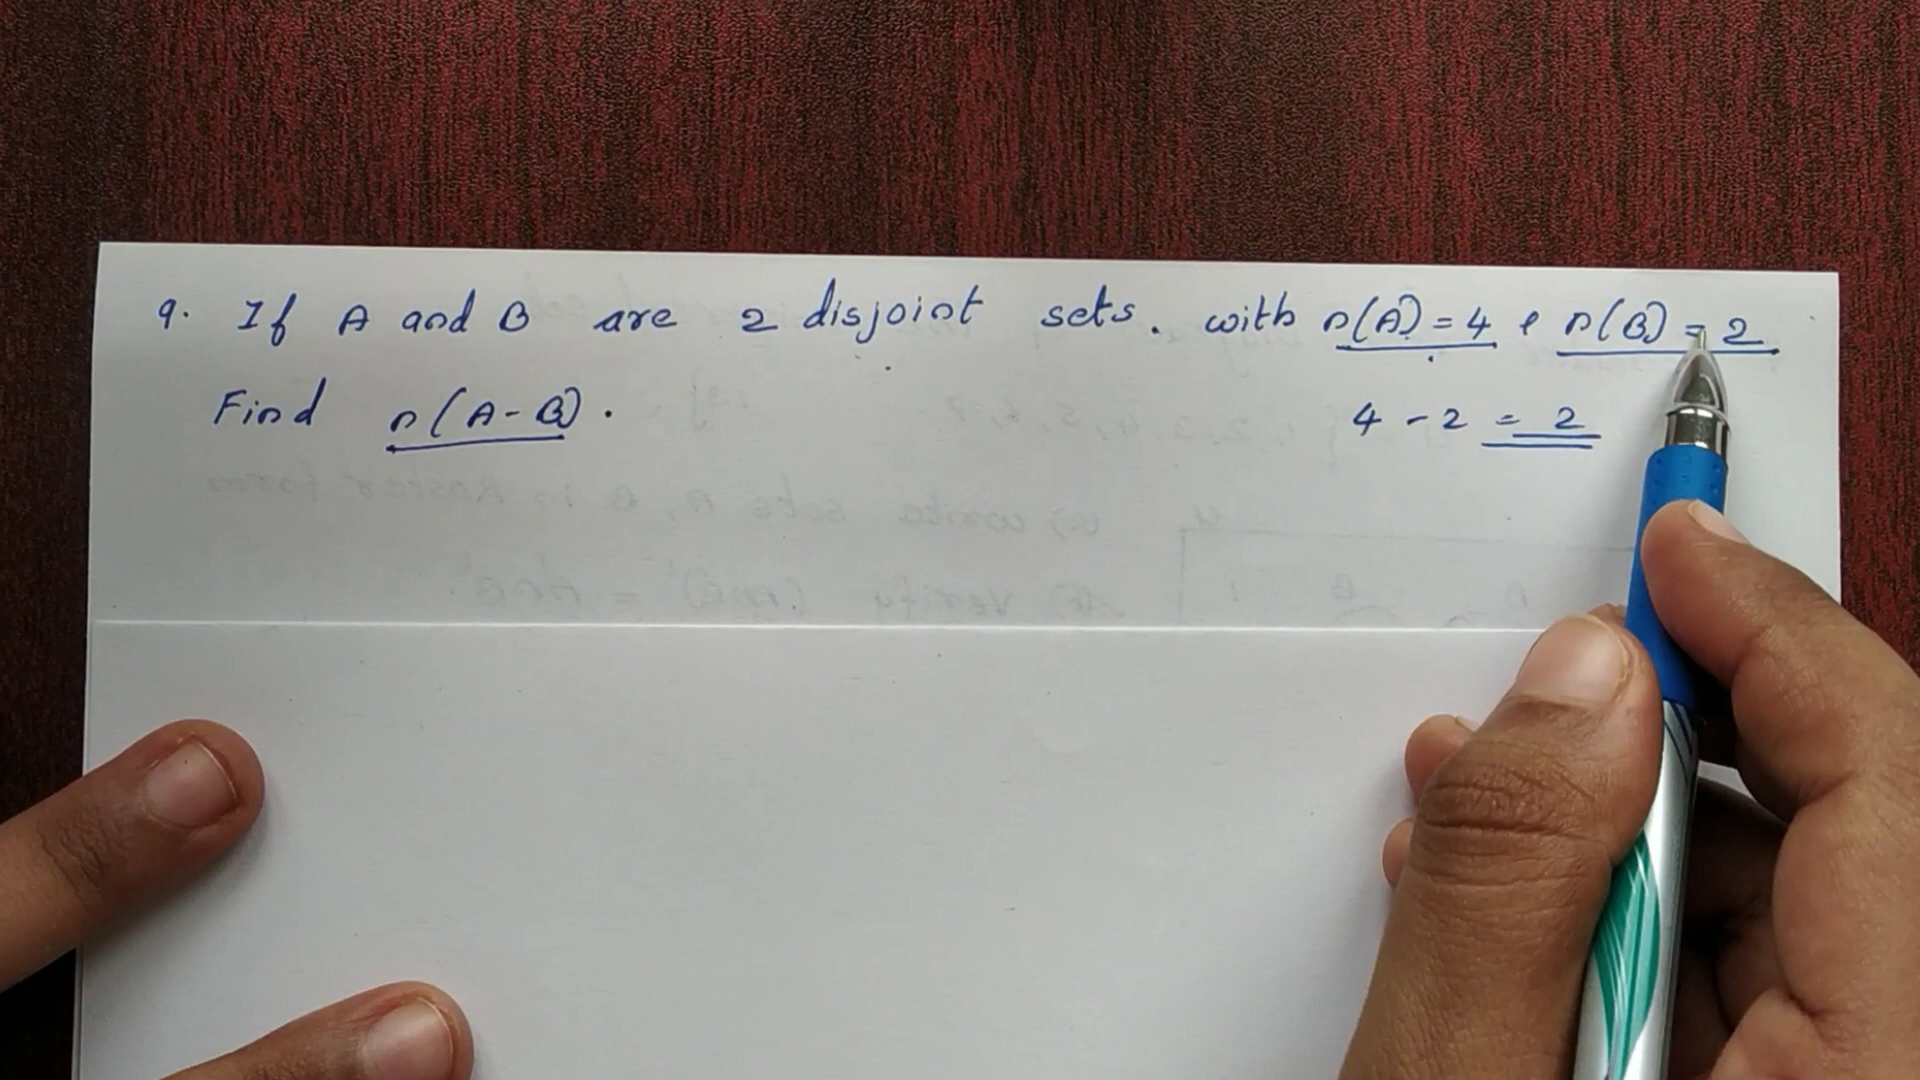 9. If A and B are 2 disjoint sets. with n(A) = 4 & n(B) = 2
Find n(A-B).
4 - 2 = 2